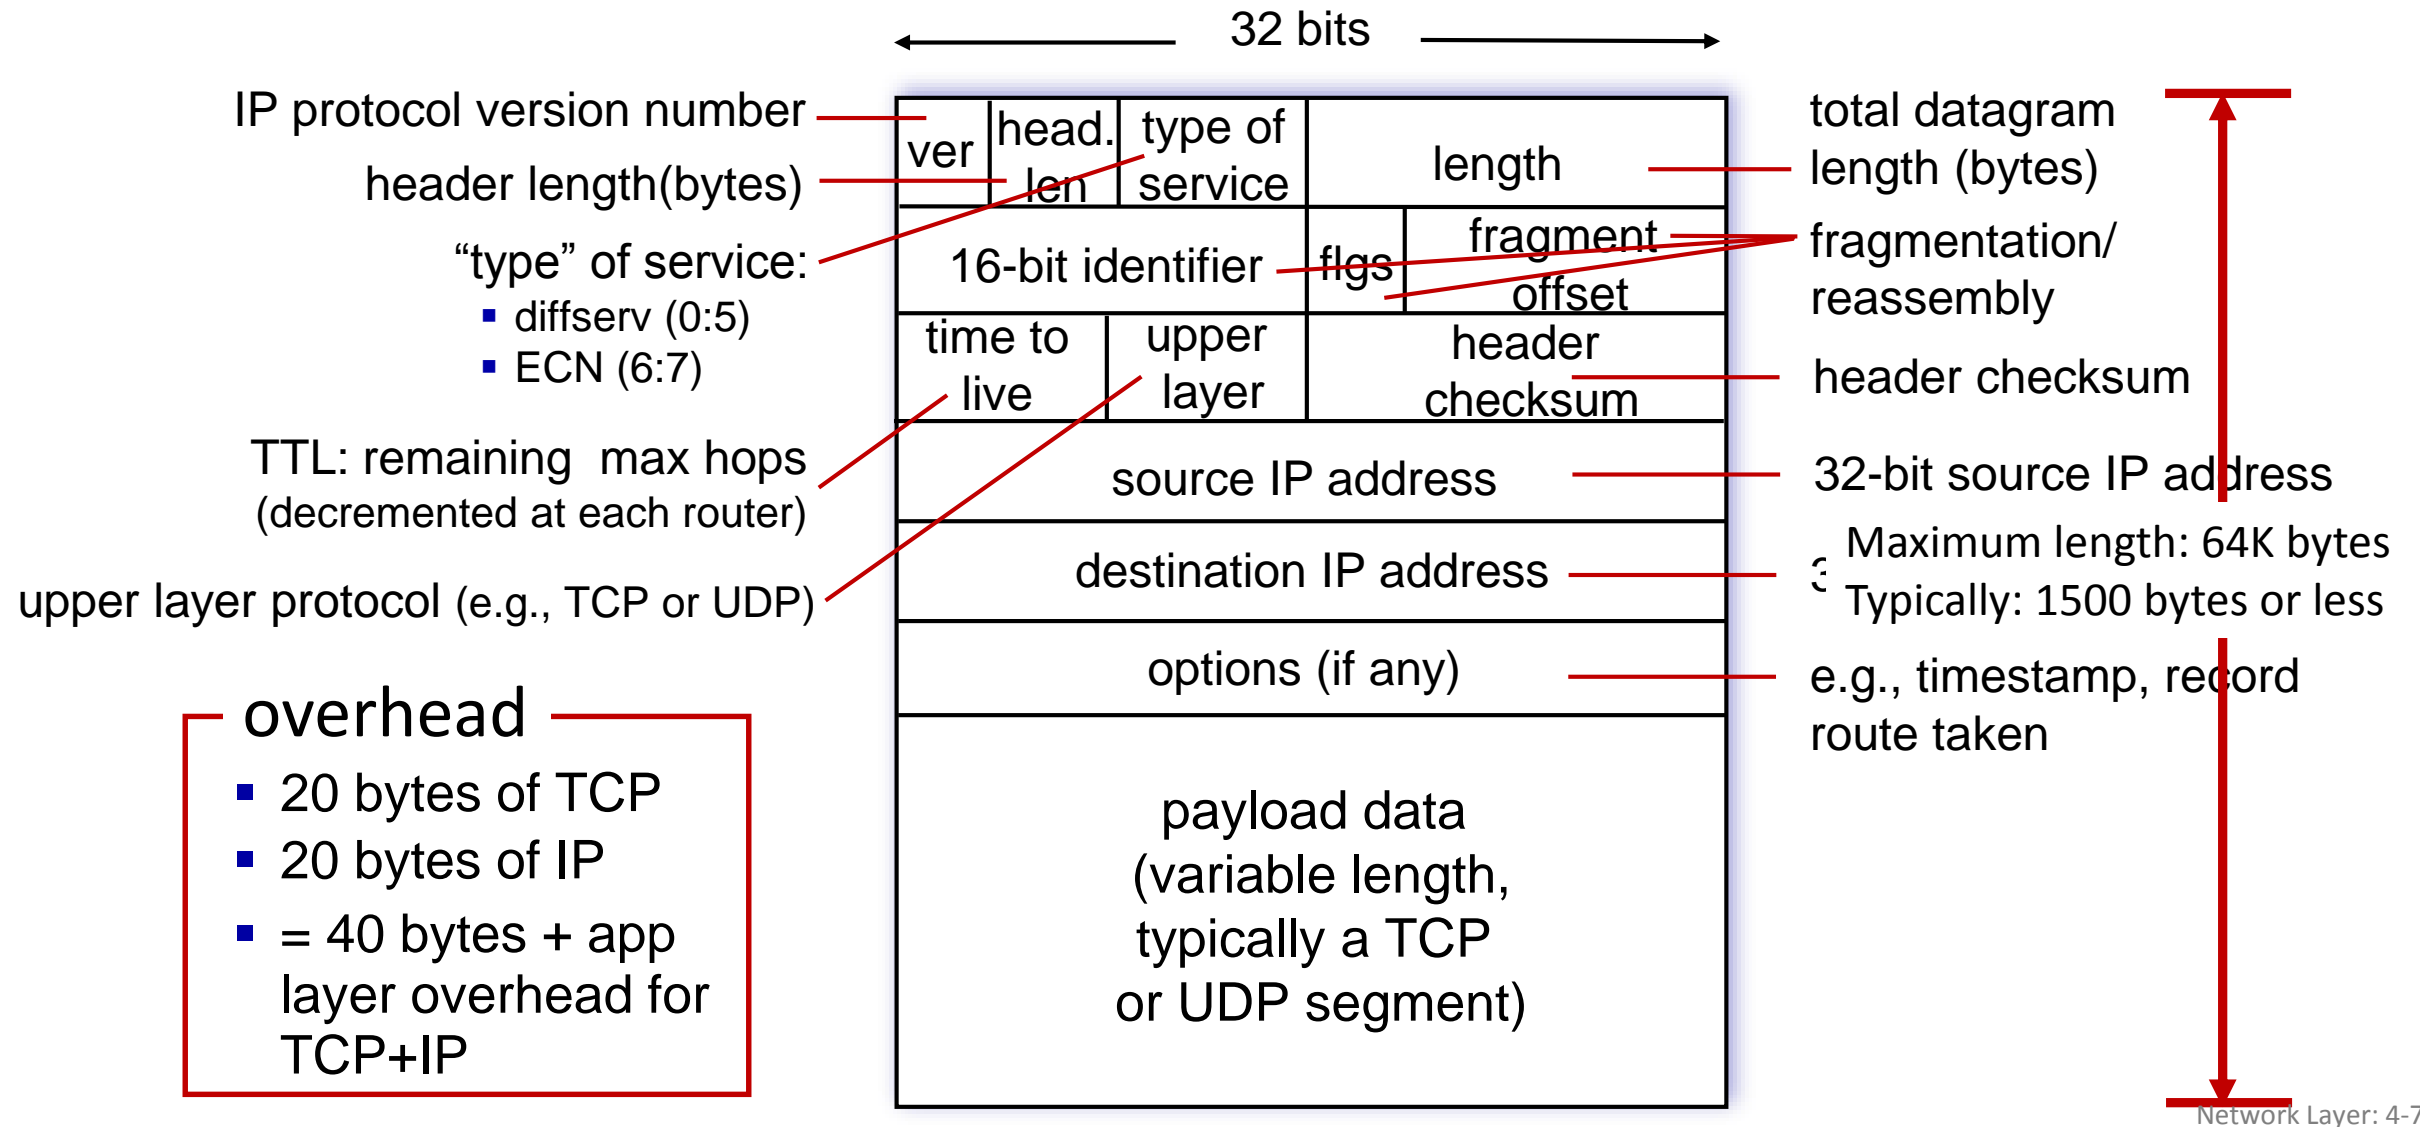 32 bits
IP protocol version number
header length(bytes)
“type” of service:
▪ diffserv (0:5)
▪ ECN (6:7)
TTL: remaining  max hops
(decremented at each router)
upper layer protocol (e.g., TCP or UDP)
overhead
▪ 20 bytes of TCP
▪ 20 bytes of IP
▪ = 40 bytes + app
layer overhead for
TCP+IP
ver
head.
len
type of
service
length
16-bit identifier
flgs
fragment
offset
time to
live
upper
layer
header
checksum
source IP address
destination IP address
options (if any)
payload data
(variable length,
typically a TCP
or UDP segment)
total datagram
length (bytes)
fragmentation/
reassembly
header checksum
32-bit source IP address
Maximum length: 64K bytes
Typically: 1500 bytes or less
e.g., timestamp, record
route taken
Network Layer: 4-7